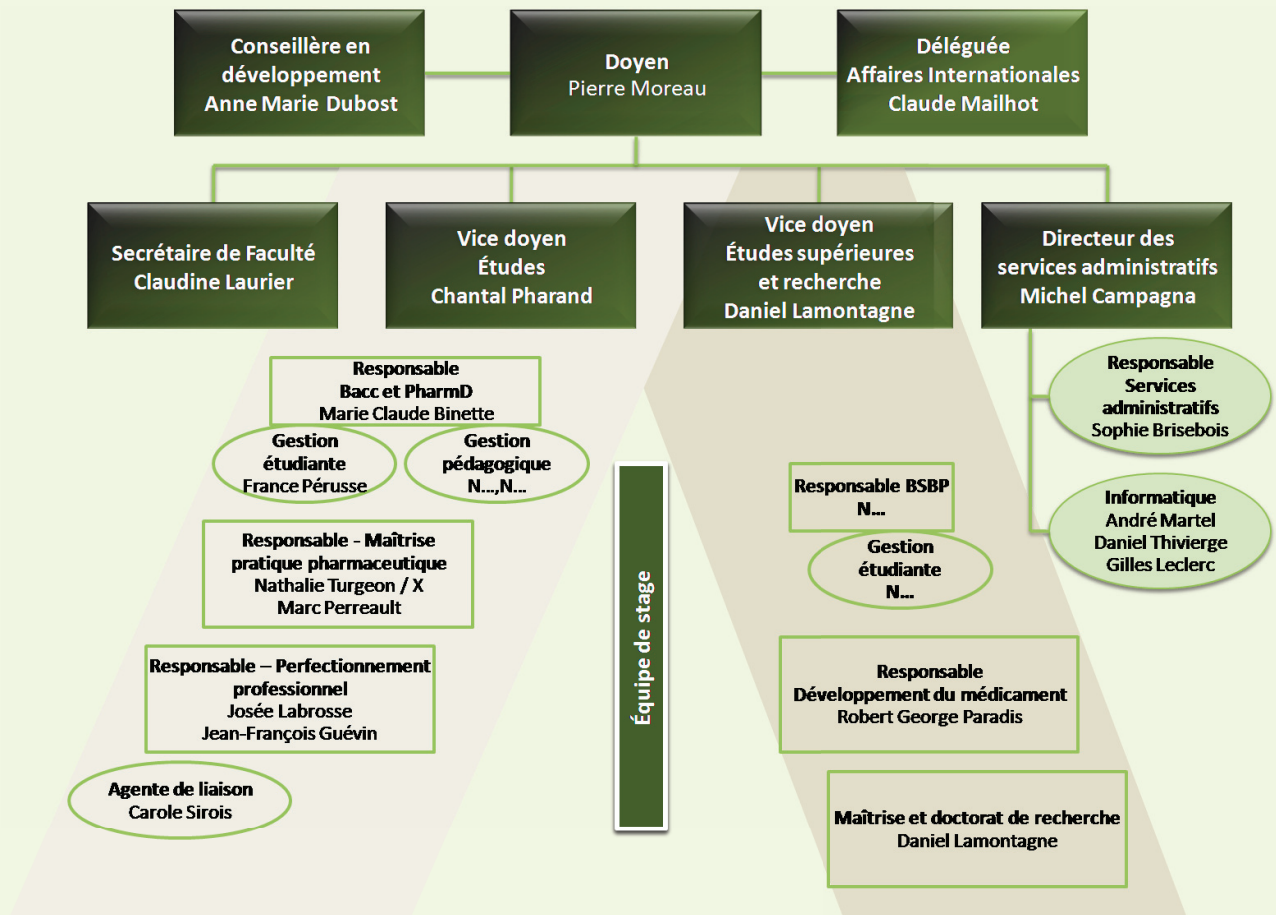 Conseillère en
développement
Anne Marie Dubost
Doyen
Pierre Moreau
Déléguée
Affaires Internationales
Claude Mailhot
Secrétaire de Faculté
Claudine Laurier
Vice doyen
Études
Chantal Pharand
Vice doyen
Études supérieures
et recherche
Daniel Lamontagne
Directeur des
services administratifs
Michel Campagna
Responsable
Bacc et PharmD
Marie Claude Binette
Gestion
étudiante
France Pérusse
Gestion
pédagogique
N...,N...
Responsable - Maîtrise
pratique pharmaceutique
Nathalie Turgeon / X
Marc Perreault
Responsable – Perfectionnement
professionnel
Josée Labrosse
Jean-François Guévin
Agente de liaison
Carole Sirois
Équipe de stage
Responsable BSBP
N...
Gestion
étudiante
N...
Responsable
Développement du médicament
Robert George Paradis
Maîtrise et doctorat de recherche
Daniel Lamontagne
Responsable
Services
administratifs
Sophie Brisebois
Informatique
André Martel
Daniel Thivierge
Gilles Leclerc